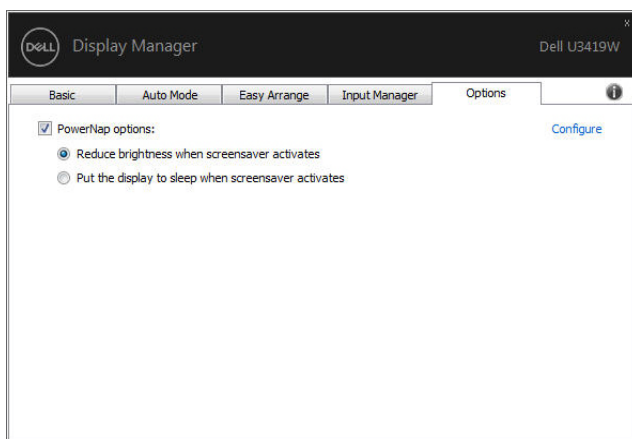 x
DELL
Display Manager
Dell U3419W
Basic
Auto Mode
Easy Arrange
Input Manager
Options
i
PowerNap options:
Configure
Reduce brightness when screensaver activates
Put the display to sleep when screensaver activates